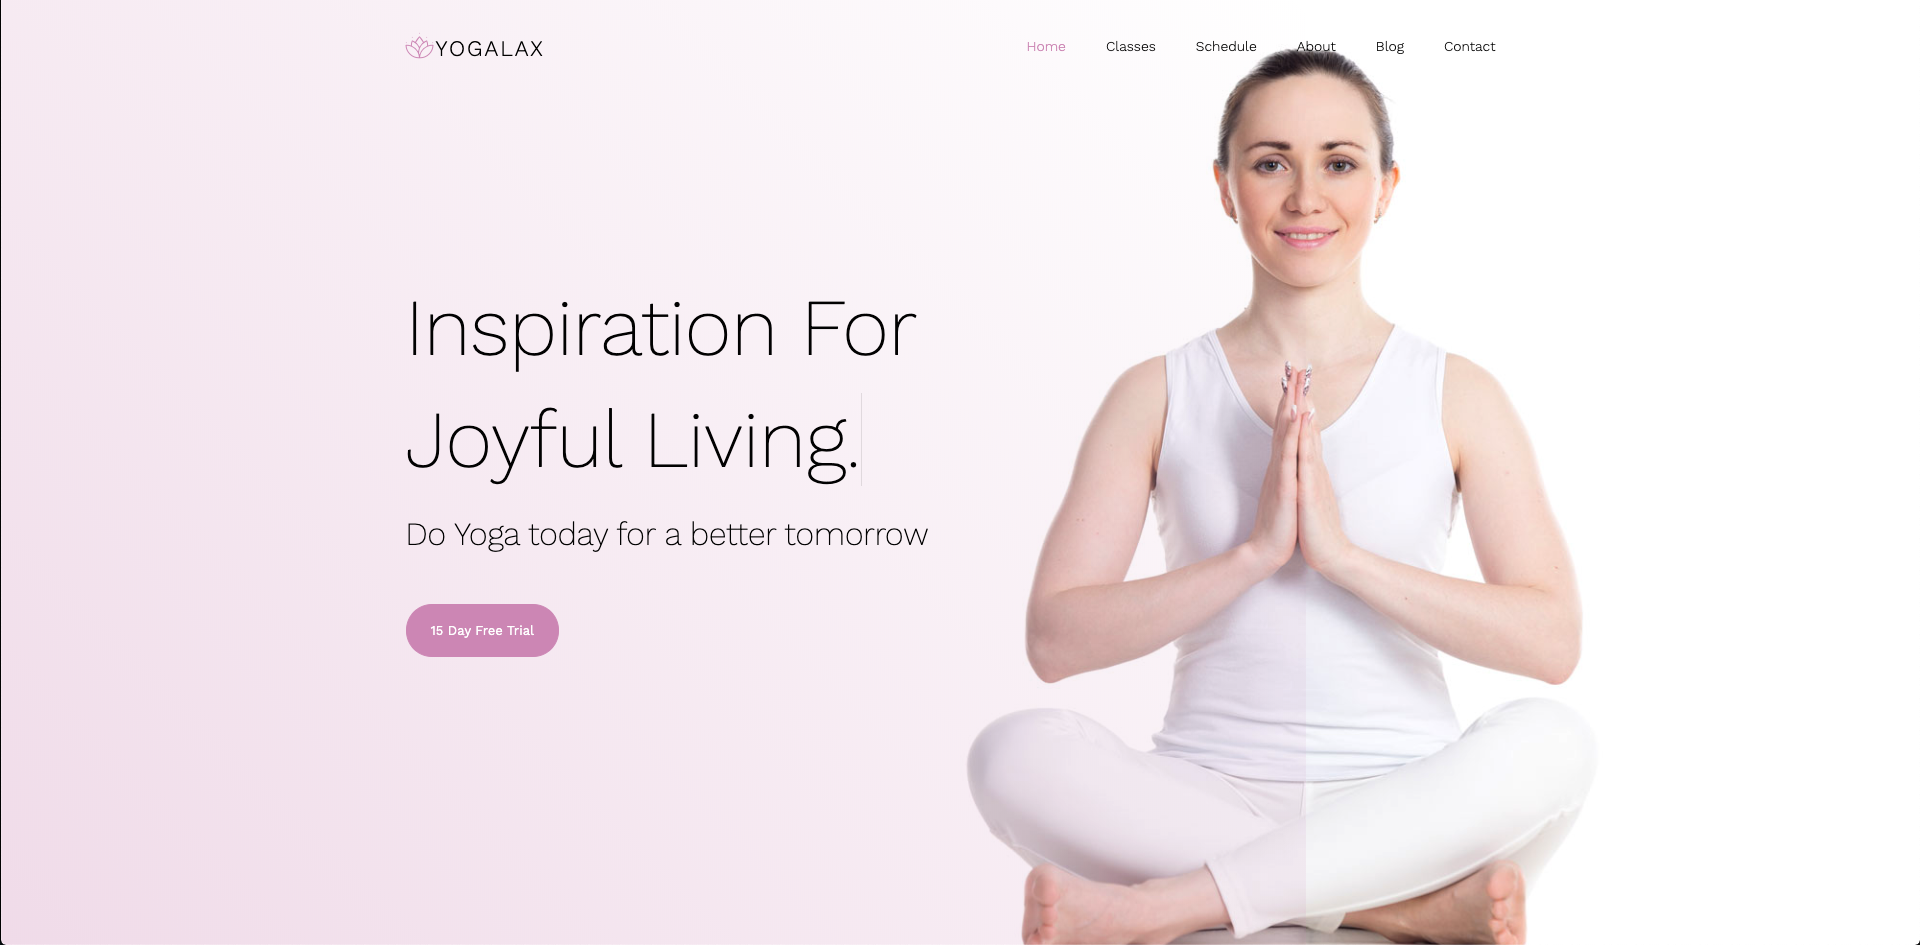 YOGALAX
Home Classes Schedule About Blog Contact
Inspiration For
Joyful Living.
Do Yoga today for a better tomorrow
15 Day Free Trial